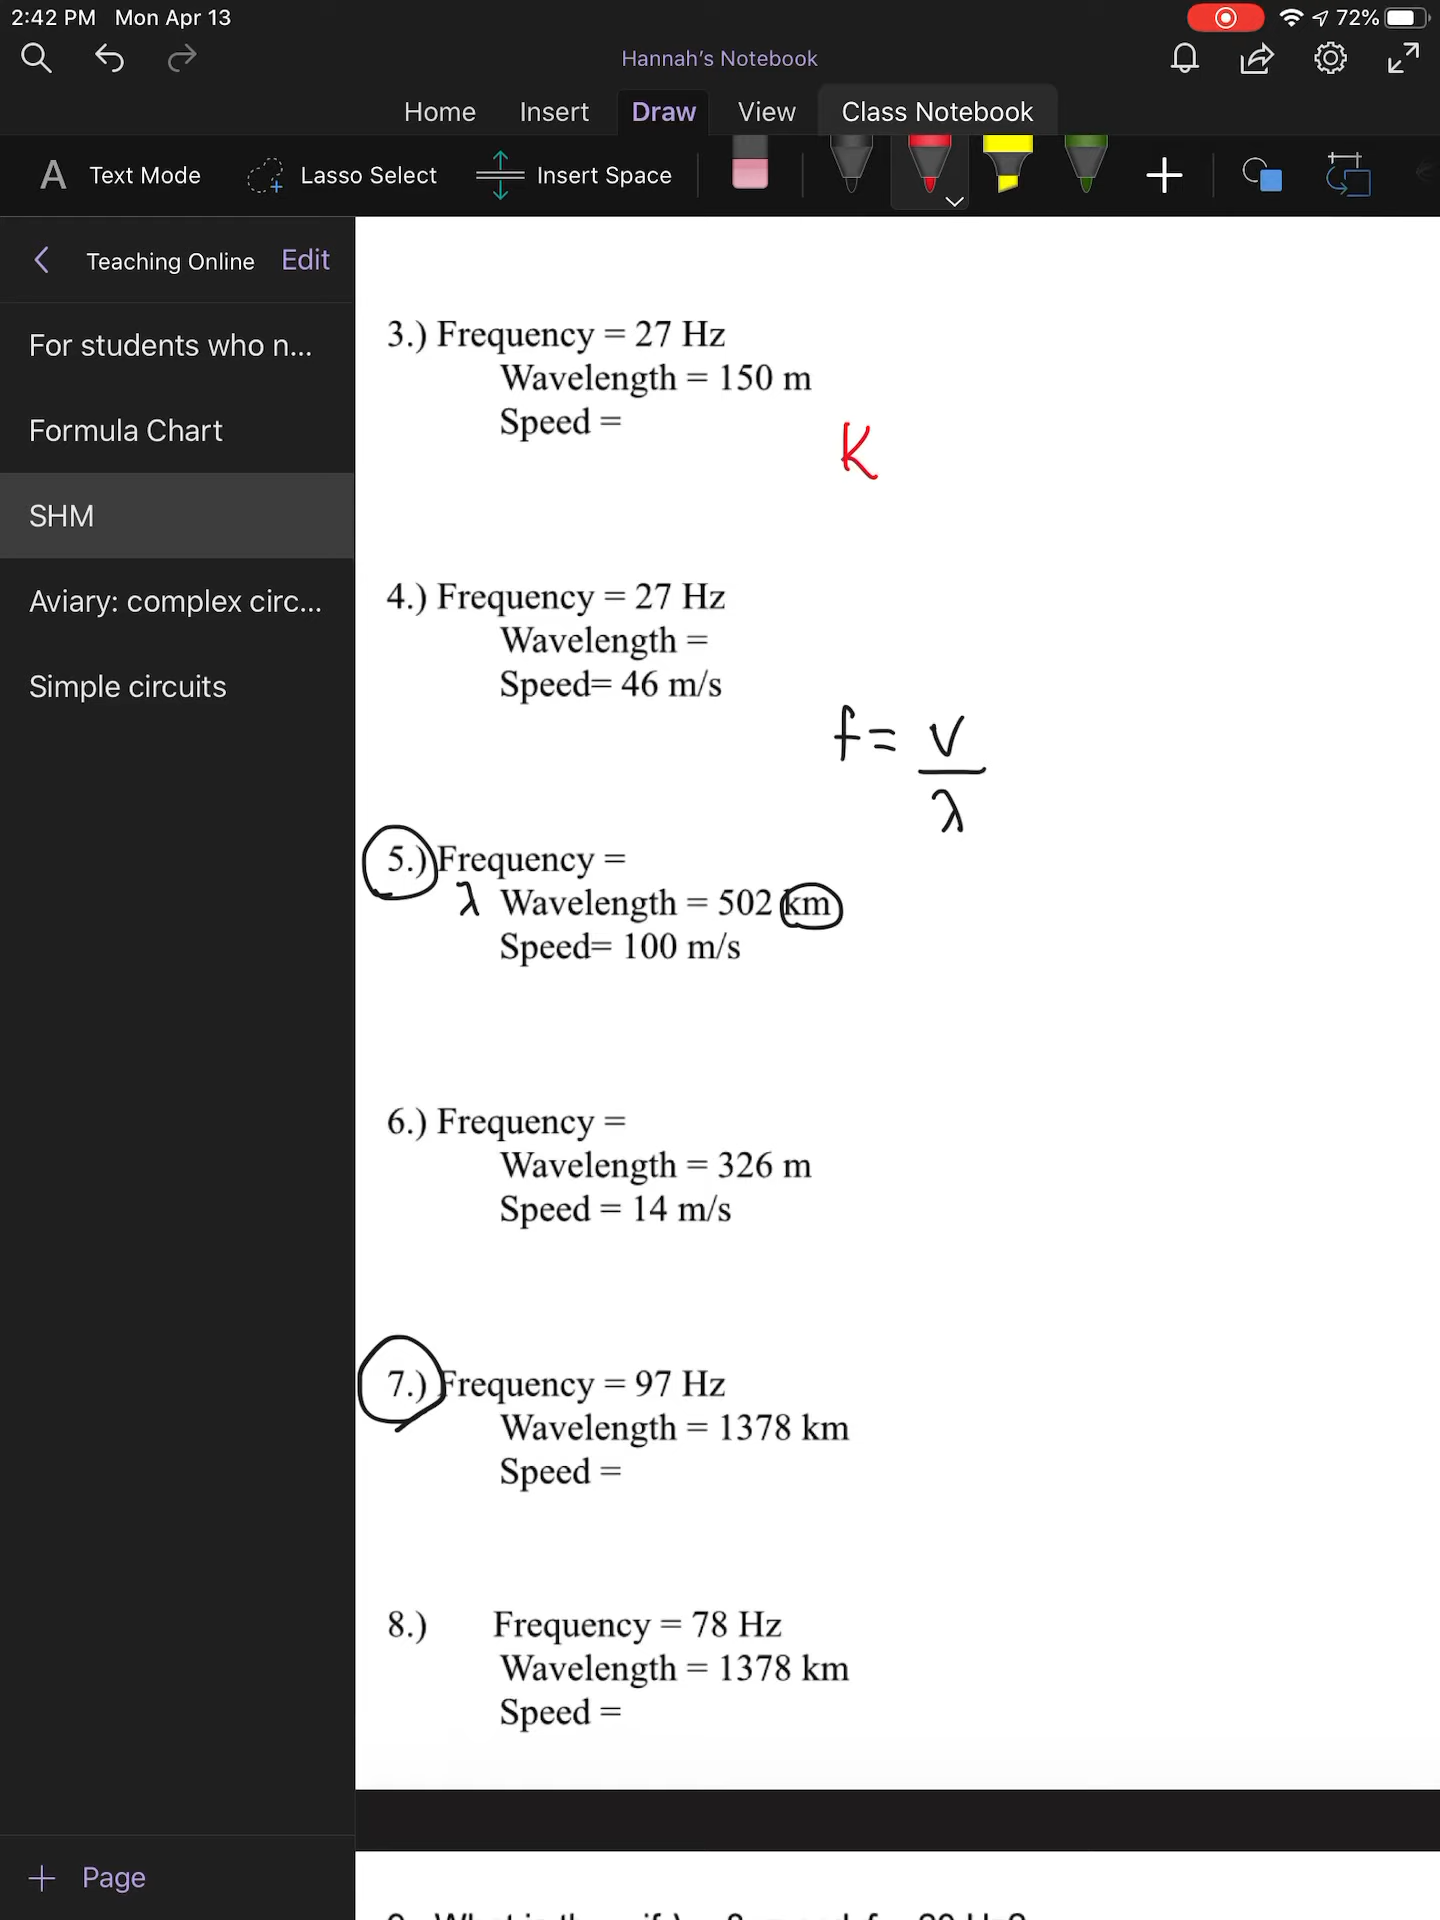 2:42 PM Mon Apr 13
72%
Hannah's Notebook
Home Insert Draw View Class Notebook
A Text Mode Lasso Select Insert Space
Teaching Online Edit
For students who n...
Formula Chart
SHM
Aviary: complex circ...
Simple circuits
+ Page
3.) Frequency = 27 Hz
Wavelength = 150 m
Speed =
K
4.) Frequency = 27 Hz
Wavelength =
Speed= 46 m/s
f = v
λ
5.) Frequency =
λ Wavelength = 502 km
Speed= 100 m/s
6.) Frequency =
Wavelength = 326 m
Speed = 14 m/s
7.) Frequency = 97 Hz
Wavelength = 1378 km
Speed =
8.) Frequency = 78 Hz
Wavelength = 1378 km
Speed =